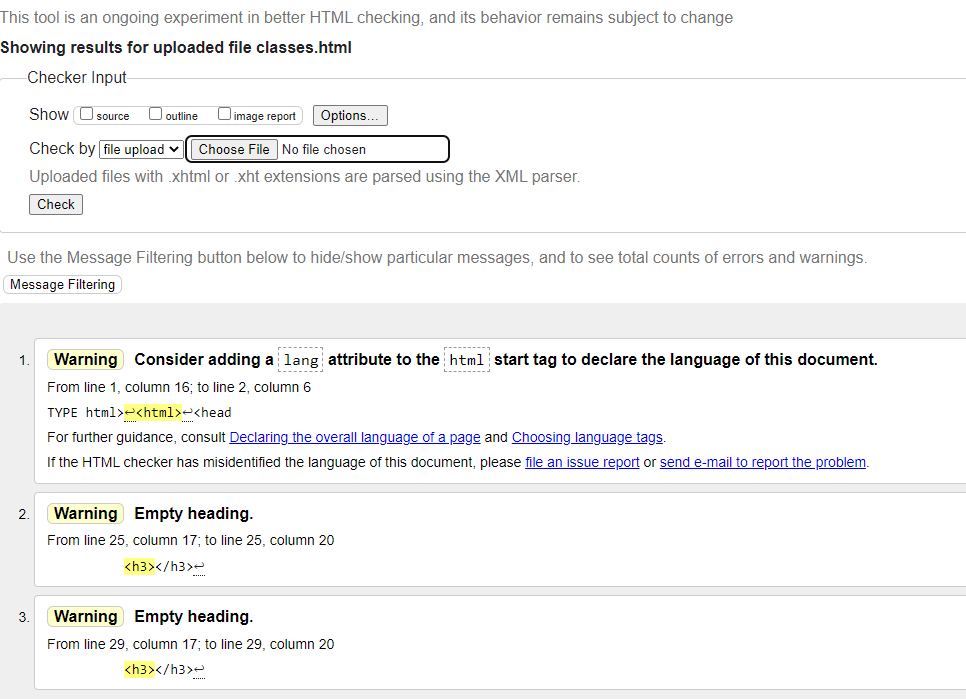 This tool is an ongoing experiment in better HTML checking, and its behavior remains subject to change
Showing results for uploaded file classes.html
Checker Input
Show source outline image report Options...
Check by file upload Choose File No file chosen
Uploaded files with .xhtml or .xht extensions are parsed using the XML parser.
Check
Use the Message Filtering button below to hide/show particular messages, and to see total counts of errors and warnings.
Message Filtering
1. Warning Consider adding a lang attribute to the html start tag to declare the language of this document.
From line 1, column 16; to line 2, column 6
TYPE html>↩<html>↩<head
For further guidance, consult Declaring the overall language of a page and Choosing language tags.
If the HTML checker has misidentified the language of this document, please file an issue report or send e-mail to report the problem.
2. Warning Empty heading.
From line 25, column 17; to line 25, column 20
<h3></h3>↩
3. Warning Empty heading.
From line 29, column 17; to line 29, column 20
<h3></h3>↩